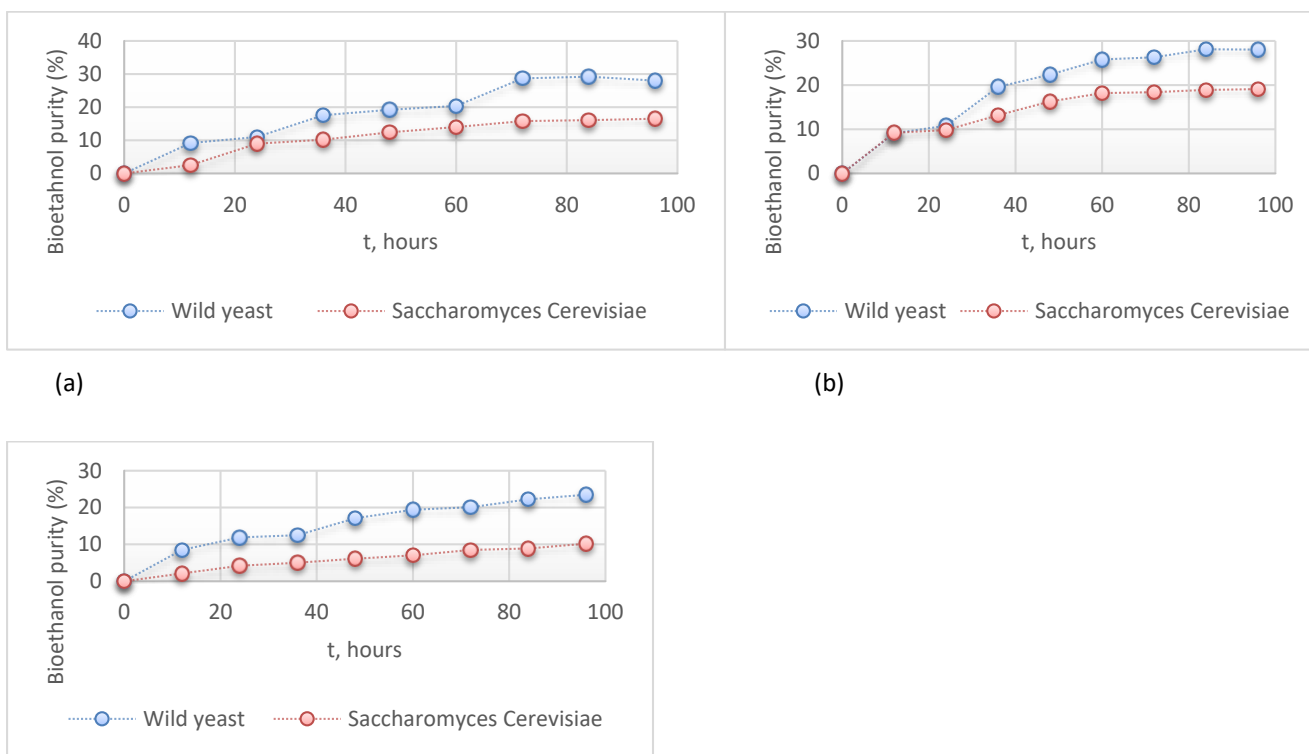 Bioetahnol purity (%)
40
30
20
10
0
0 20 40 60 80 100
t, hours
Wild yeast Saccharomyces Cerevisiae
(a)
Bioethanol purity (%)
30
20
10
0
0 20 40 60 80 100
t, hours
Wild yeast Saccharomyces Cerevisiae
(b)
Bioethanol purity (%)
30
20
10
0
0 20 40 60 80 100
t, hours
Wild yeast Saccharomyces Cerevisiae